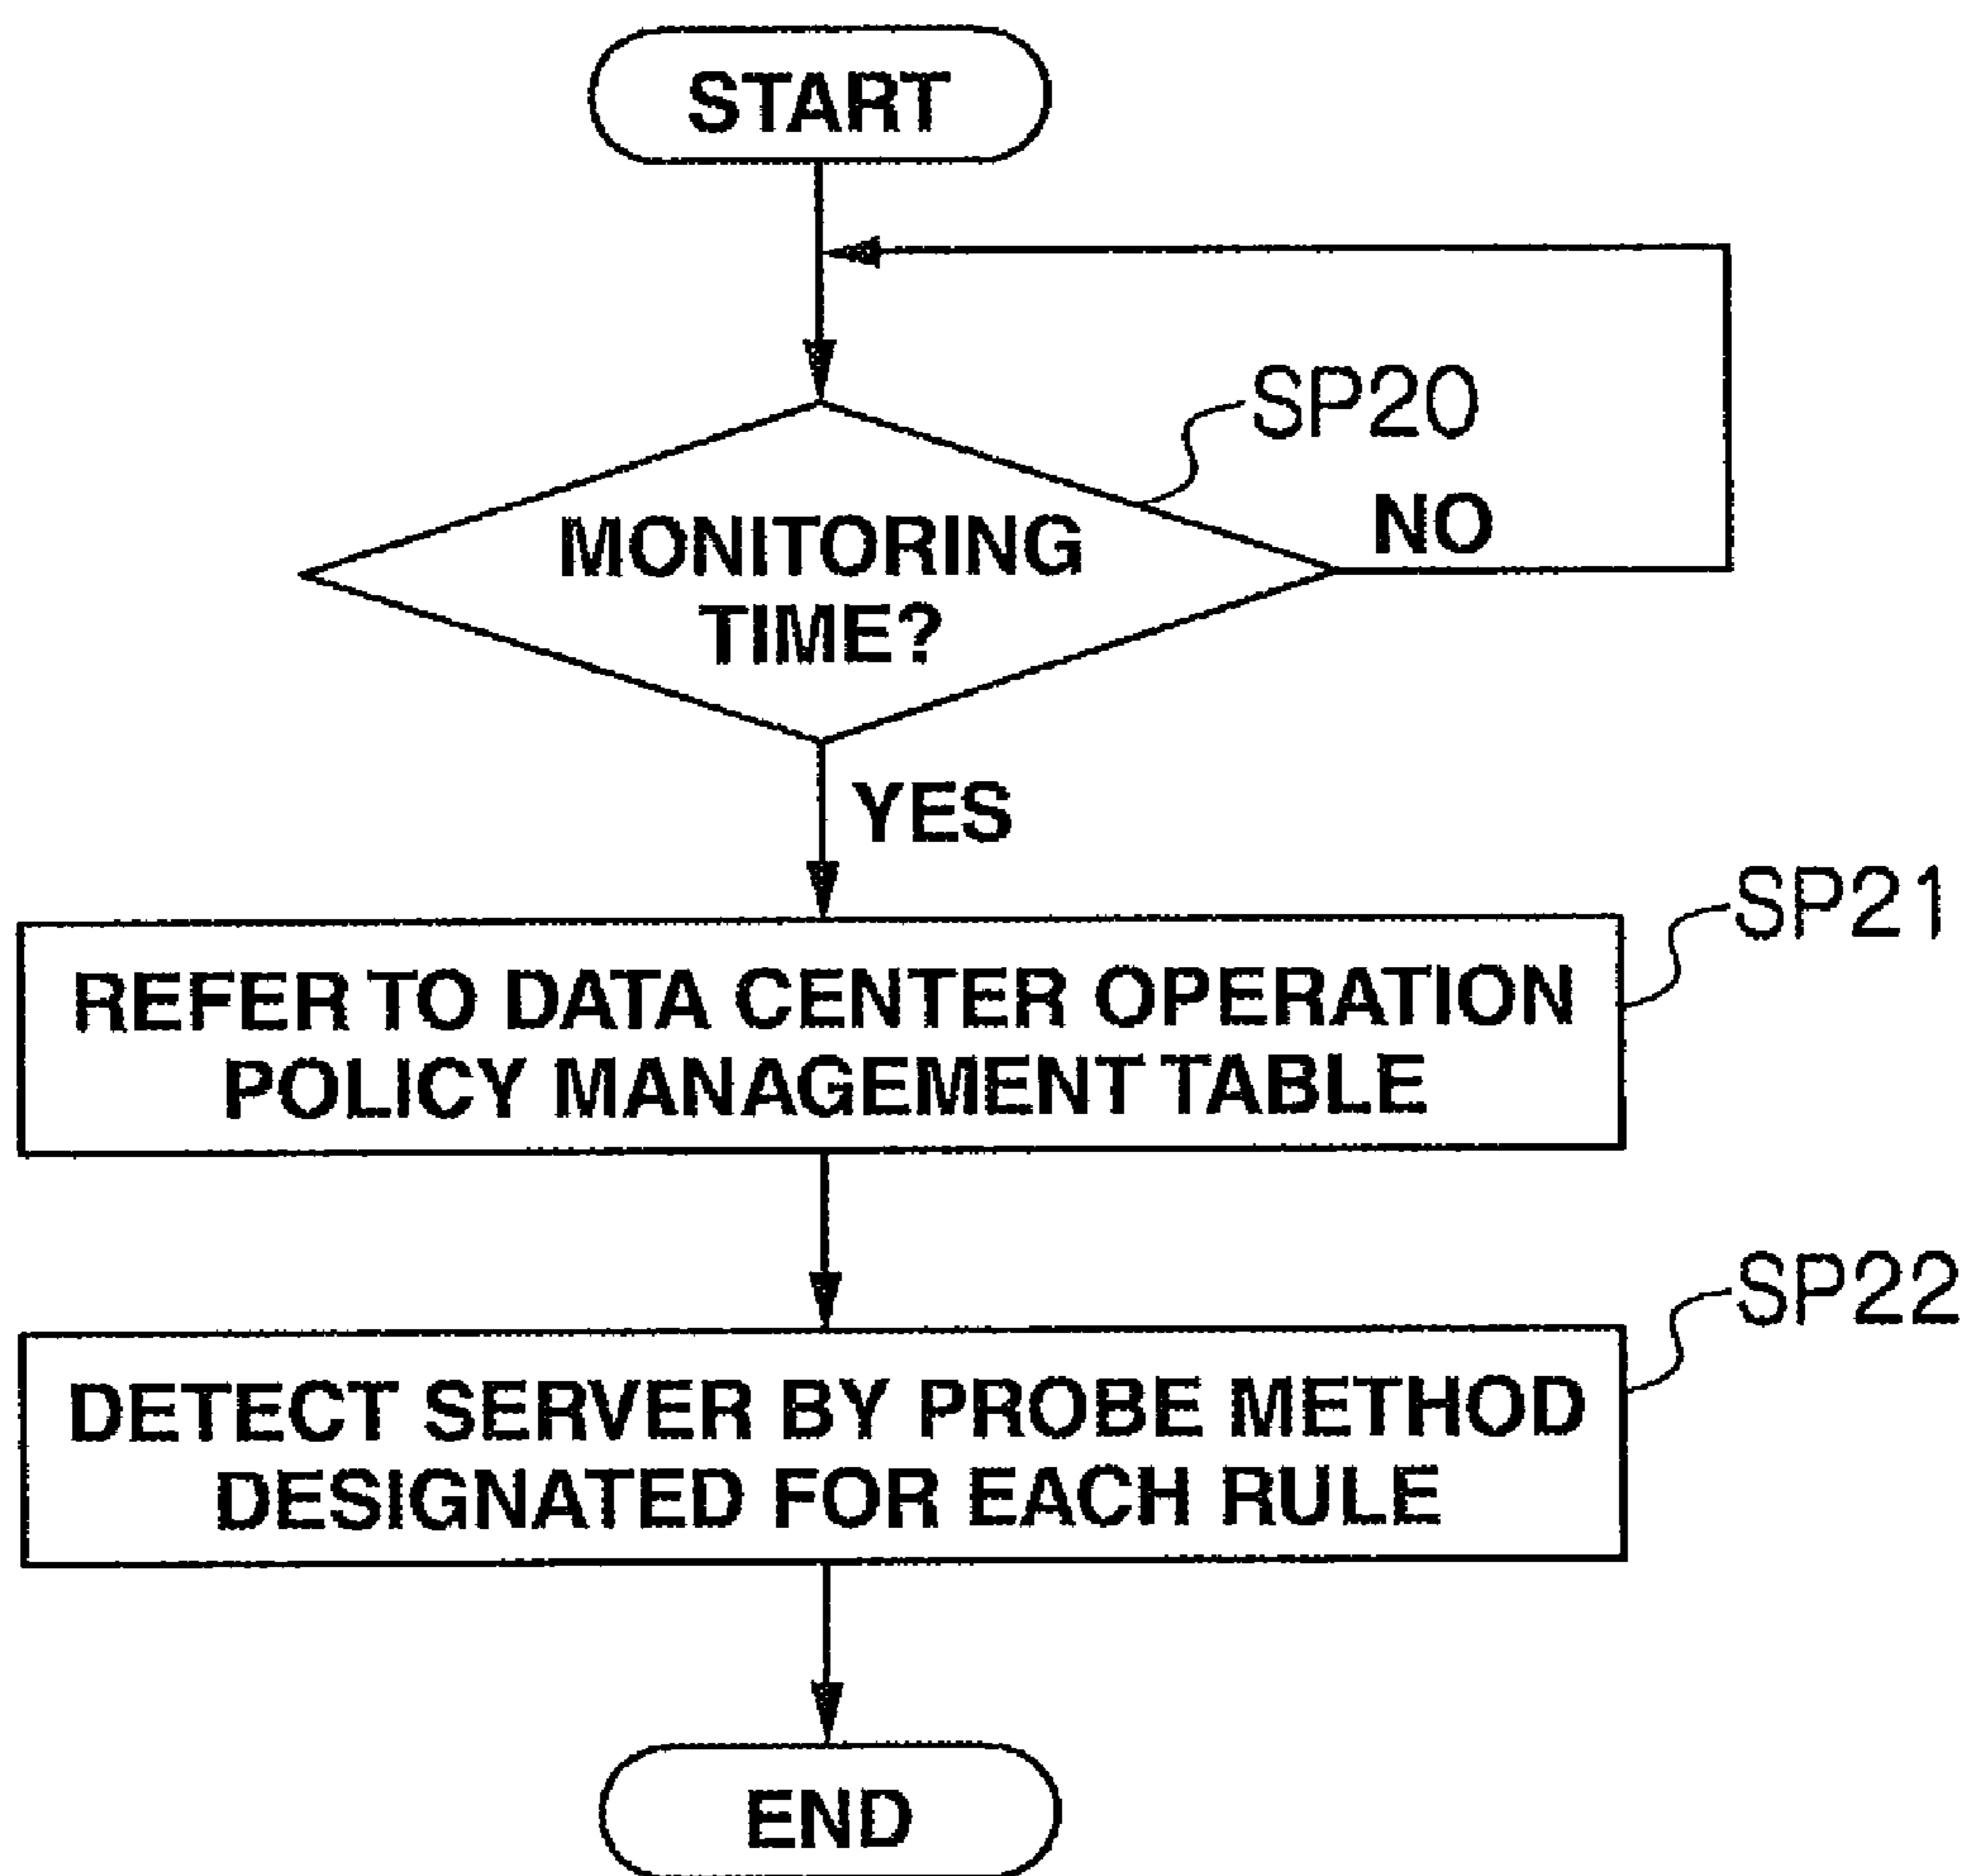 START
SP20
NO
MONITORING
TIME?
YES
SP21
REFER TO DATA CENTER OPERATION
POLICY MANAGEMENT TABLE
SP22
DETECT SERVER BY PROBE METHOD
DESIGNATED FOR EACH RULE
END